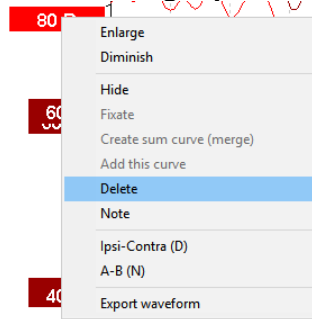 80 R
Enlarge
Diminish
Hide
60
Fixate
Create sum curve (merge)
Add this curve
Delete
Note
Ipsi-Contra (D)
A-B (N)
40
Export waveform